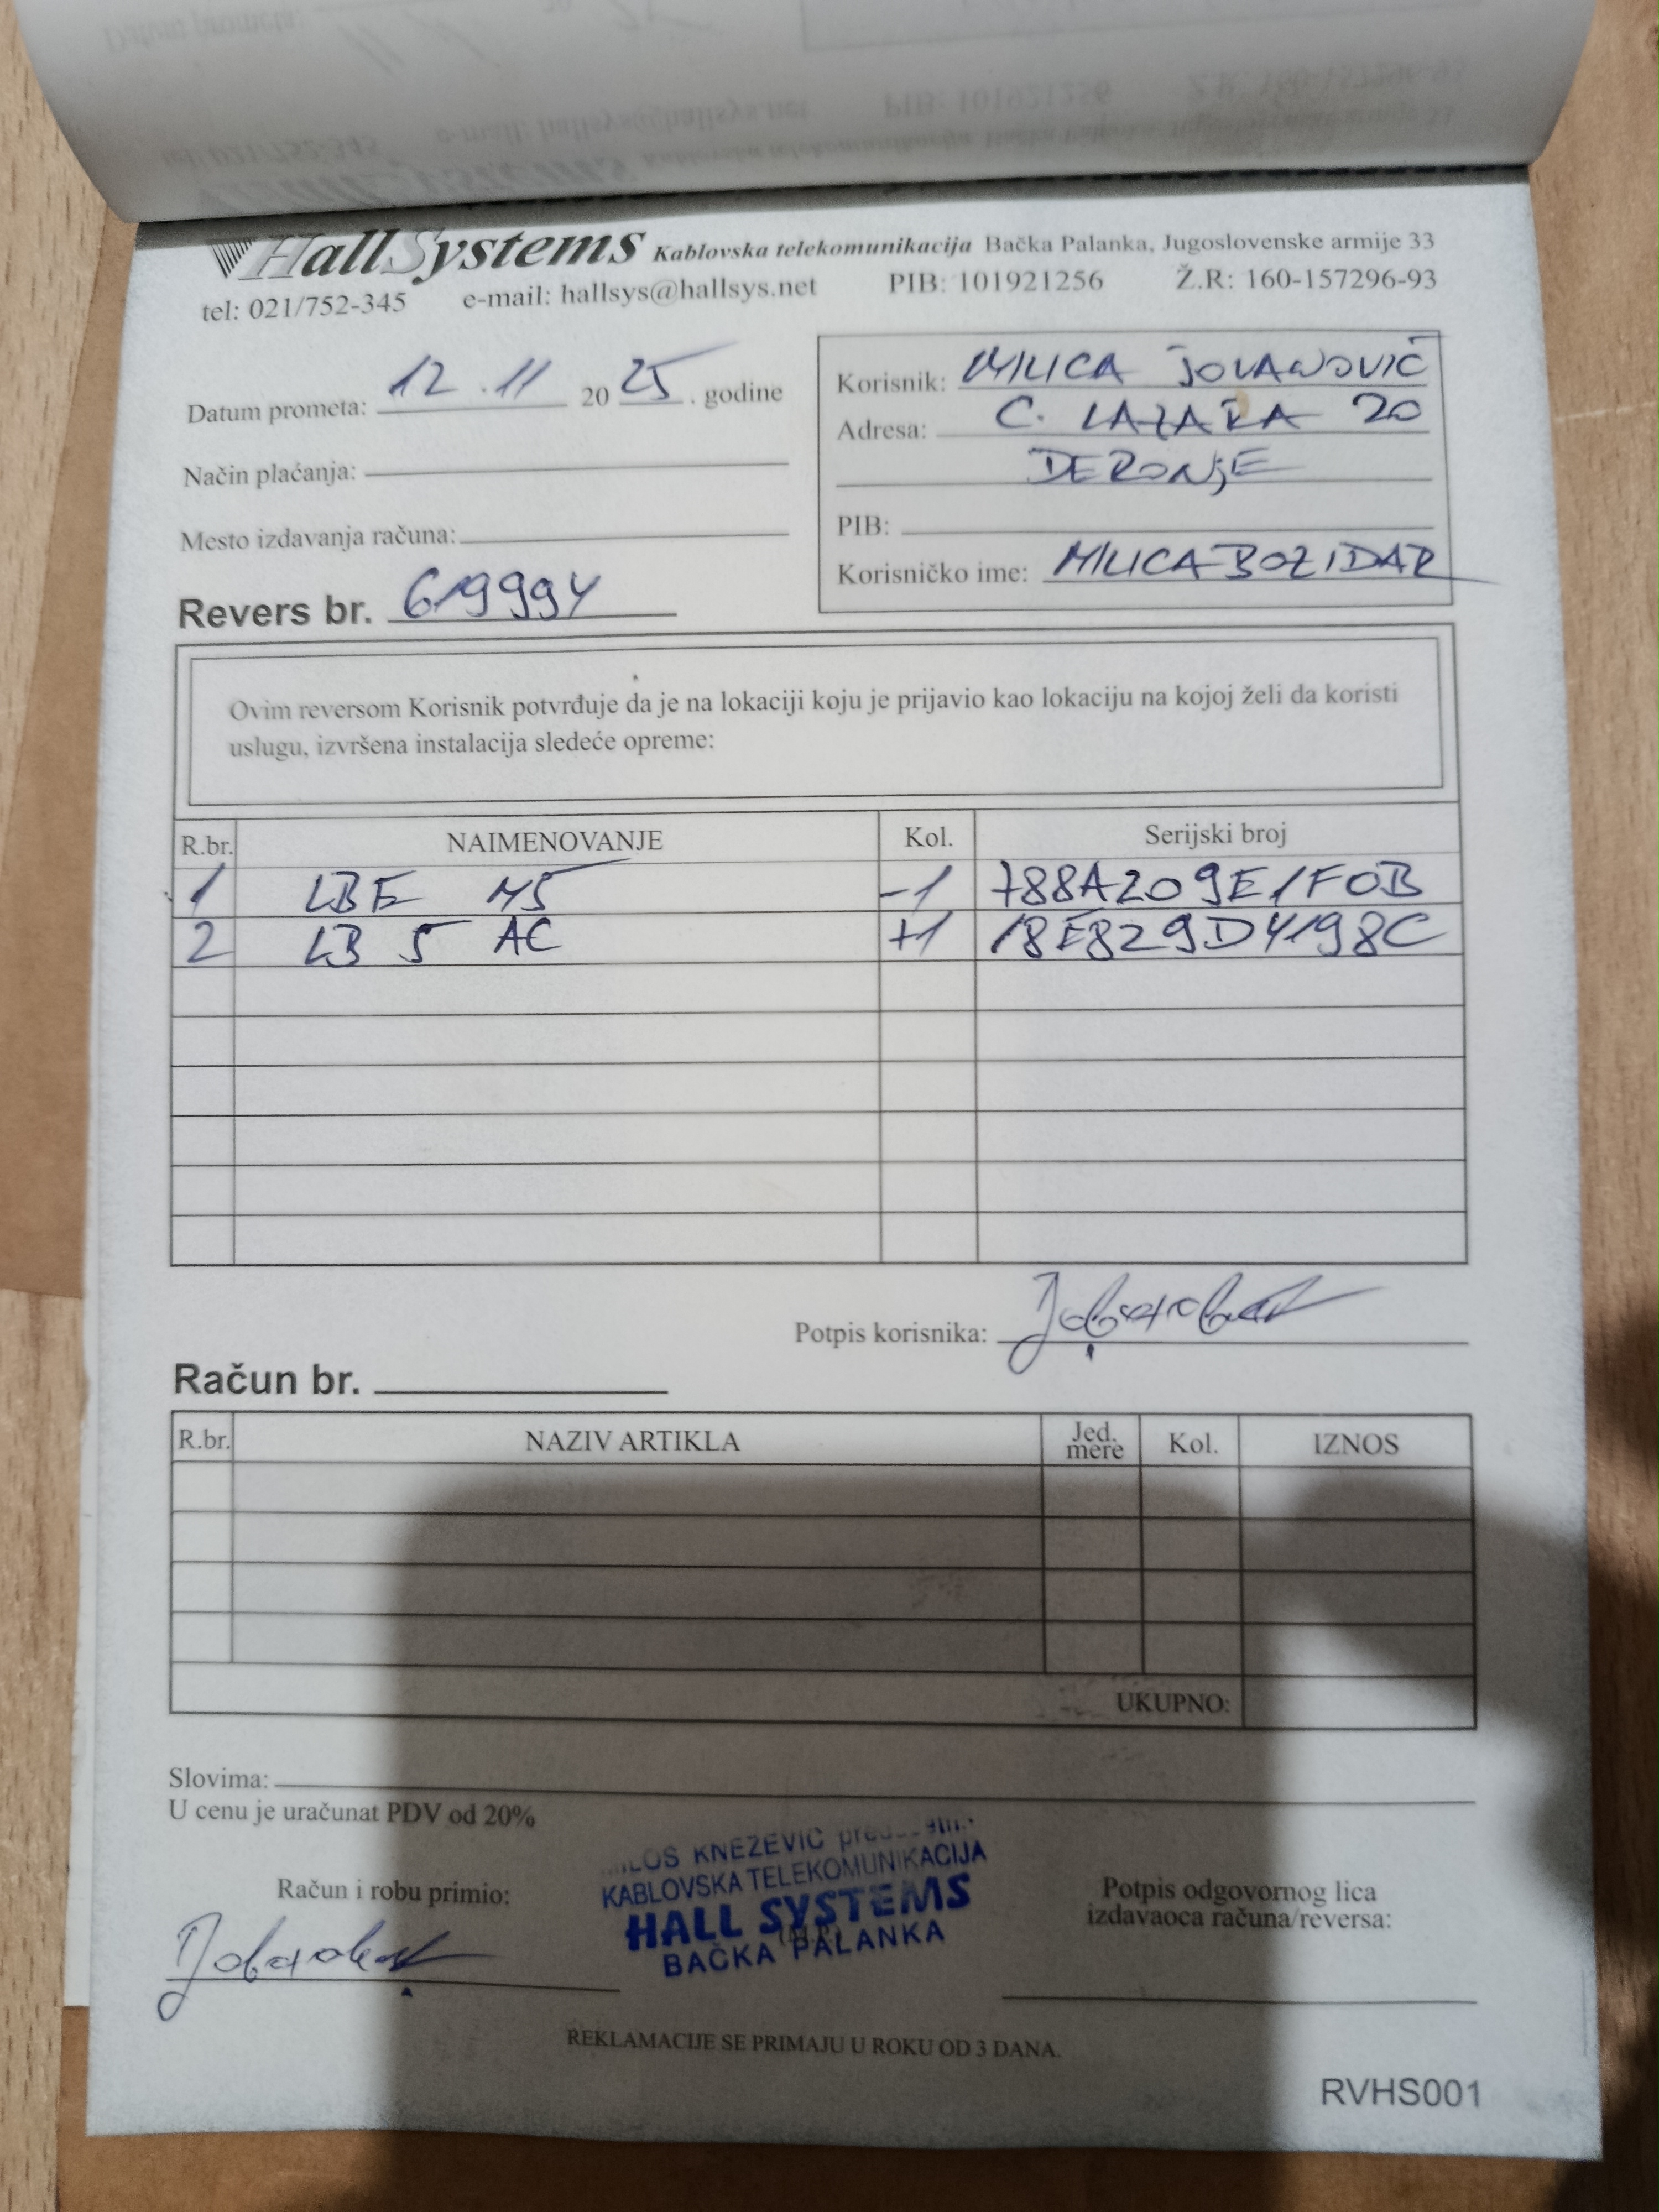 HallSystems Kablovska telekomunikacija Bačka Palanka, Jugoslovenske armije 33
tel: 021/752-345 e-mail: hallsys@hallsys.net PIB: 101921256 Ž.R: 160-157296-93
Datum prometa: 12.11 2025. godine
Način plaćanja:
Mesto izdavanja računa:
Revers br. 619994
Korisnik: MILICA JOVANOVIĆ
Adresa: C. LAZARA 20
DERONJE
PIB:
Korisničko ime: MILICA BOZIDAR
Ovim reversom Korisnik potvrđuje da je na lokaciji koju je prijavio kao lokaciju na kojoj želi da koristi
uslugu, izvršena instalacija sledeće opreme:
R.br. NAIMENOVANJE Kol. Serijski broj
1 LBE M5 -1 788A209E1F0B
2 LB 5 AC +1 18E829D4198C
Potpis korisnika:
Račun br.
R.br. NAZIV ARTIKLA Jed. mere Kol. IZNOS
UKUPNO:
Slovima:
U cenu je uračunat PDV od 20%
Račun i robu primio:
KNEZEVIC
KABLOVSKA TELEKOMUNIKACIJA
HALL SYSTEMS
(M.P.)
BAČKA PALANKA
Potpis odgovornog lica
izdavaoca računa/reversa:
REKLAMACIJE SE PRIMAJU U ROKU OD 3 DANA.
RVHS001